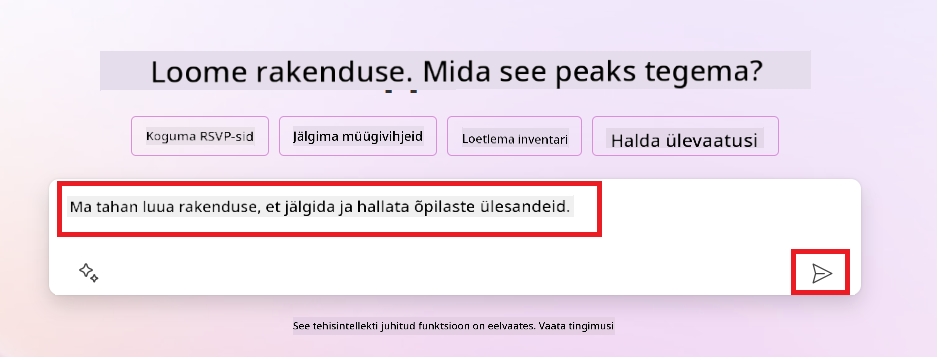 Loome rakenduse. Mida see peaks tegema?
Koguma RSVP-sid
Jälgima müügivihjeid
Loetlema inventari
Halda ülevaatusi
Ma tahan luua rakenduse, et jälgida ja hallata õpilaste ülesandeid.
See tehisintellekti juhitud funktsioon on eelvaates. Vaata tingimusi